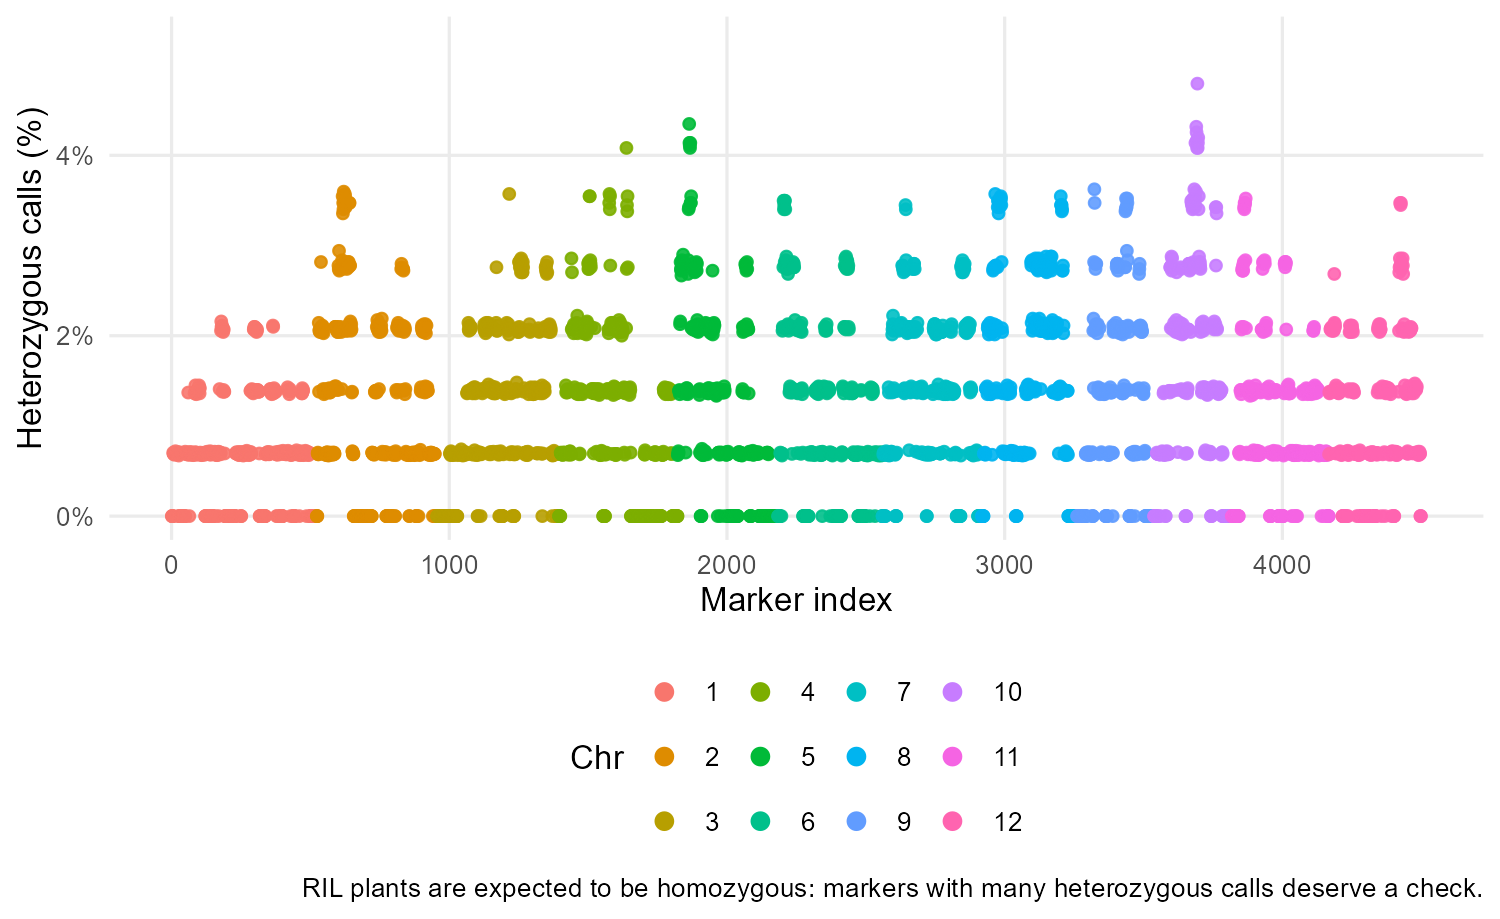 Heterozygous calls (%)
4%
2%
0%
0 1000 2000 3000 4000
Marker index
Chr
1 4 7 10
2 5 8 11
3 6 9 12
RIL plants are expected to be homozygous: markers with many heterozygous calls deserve a check.